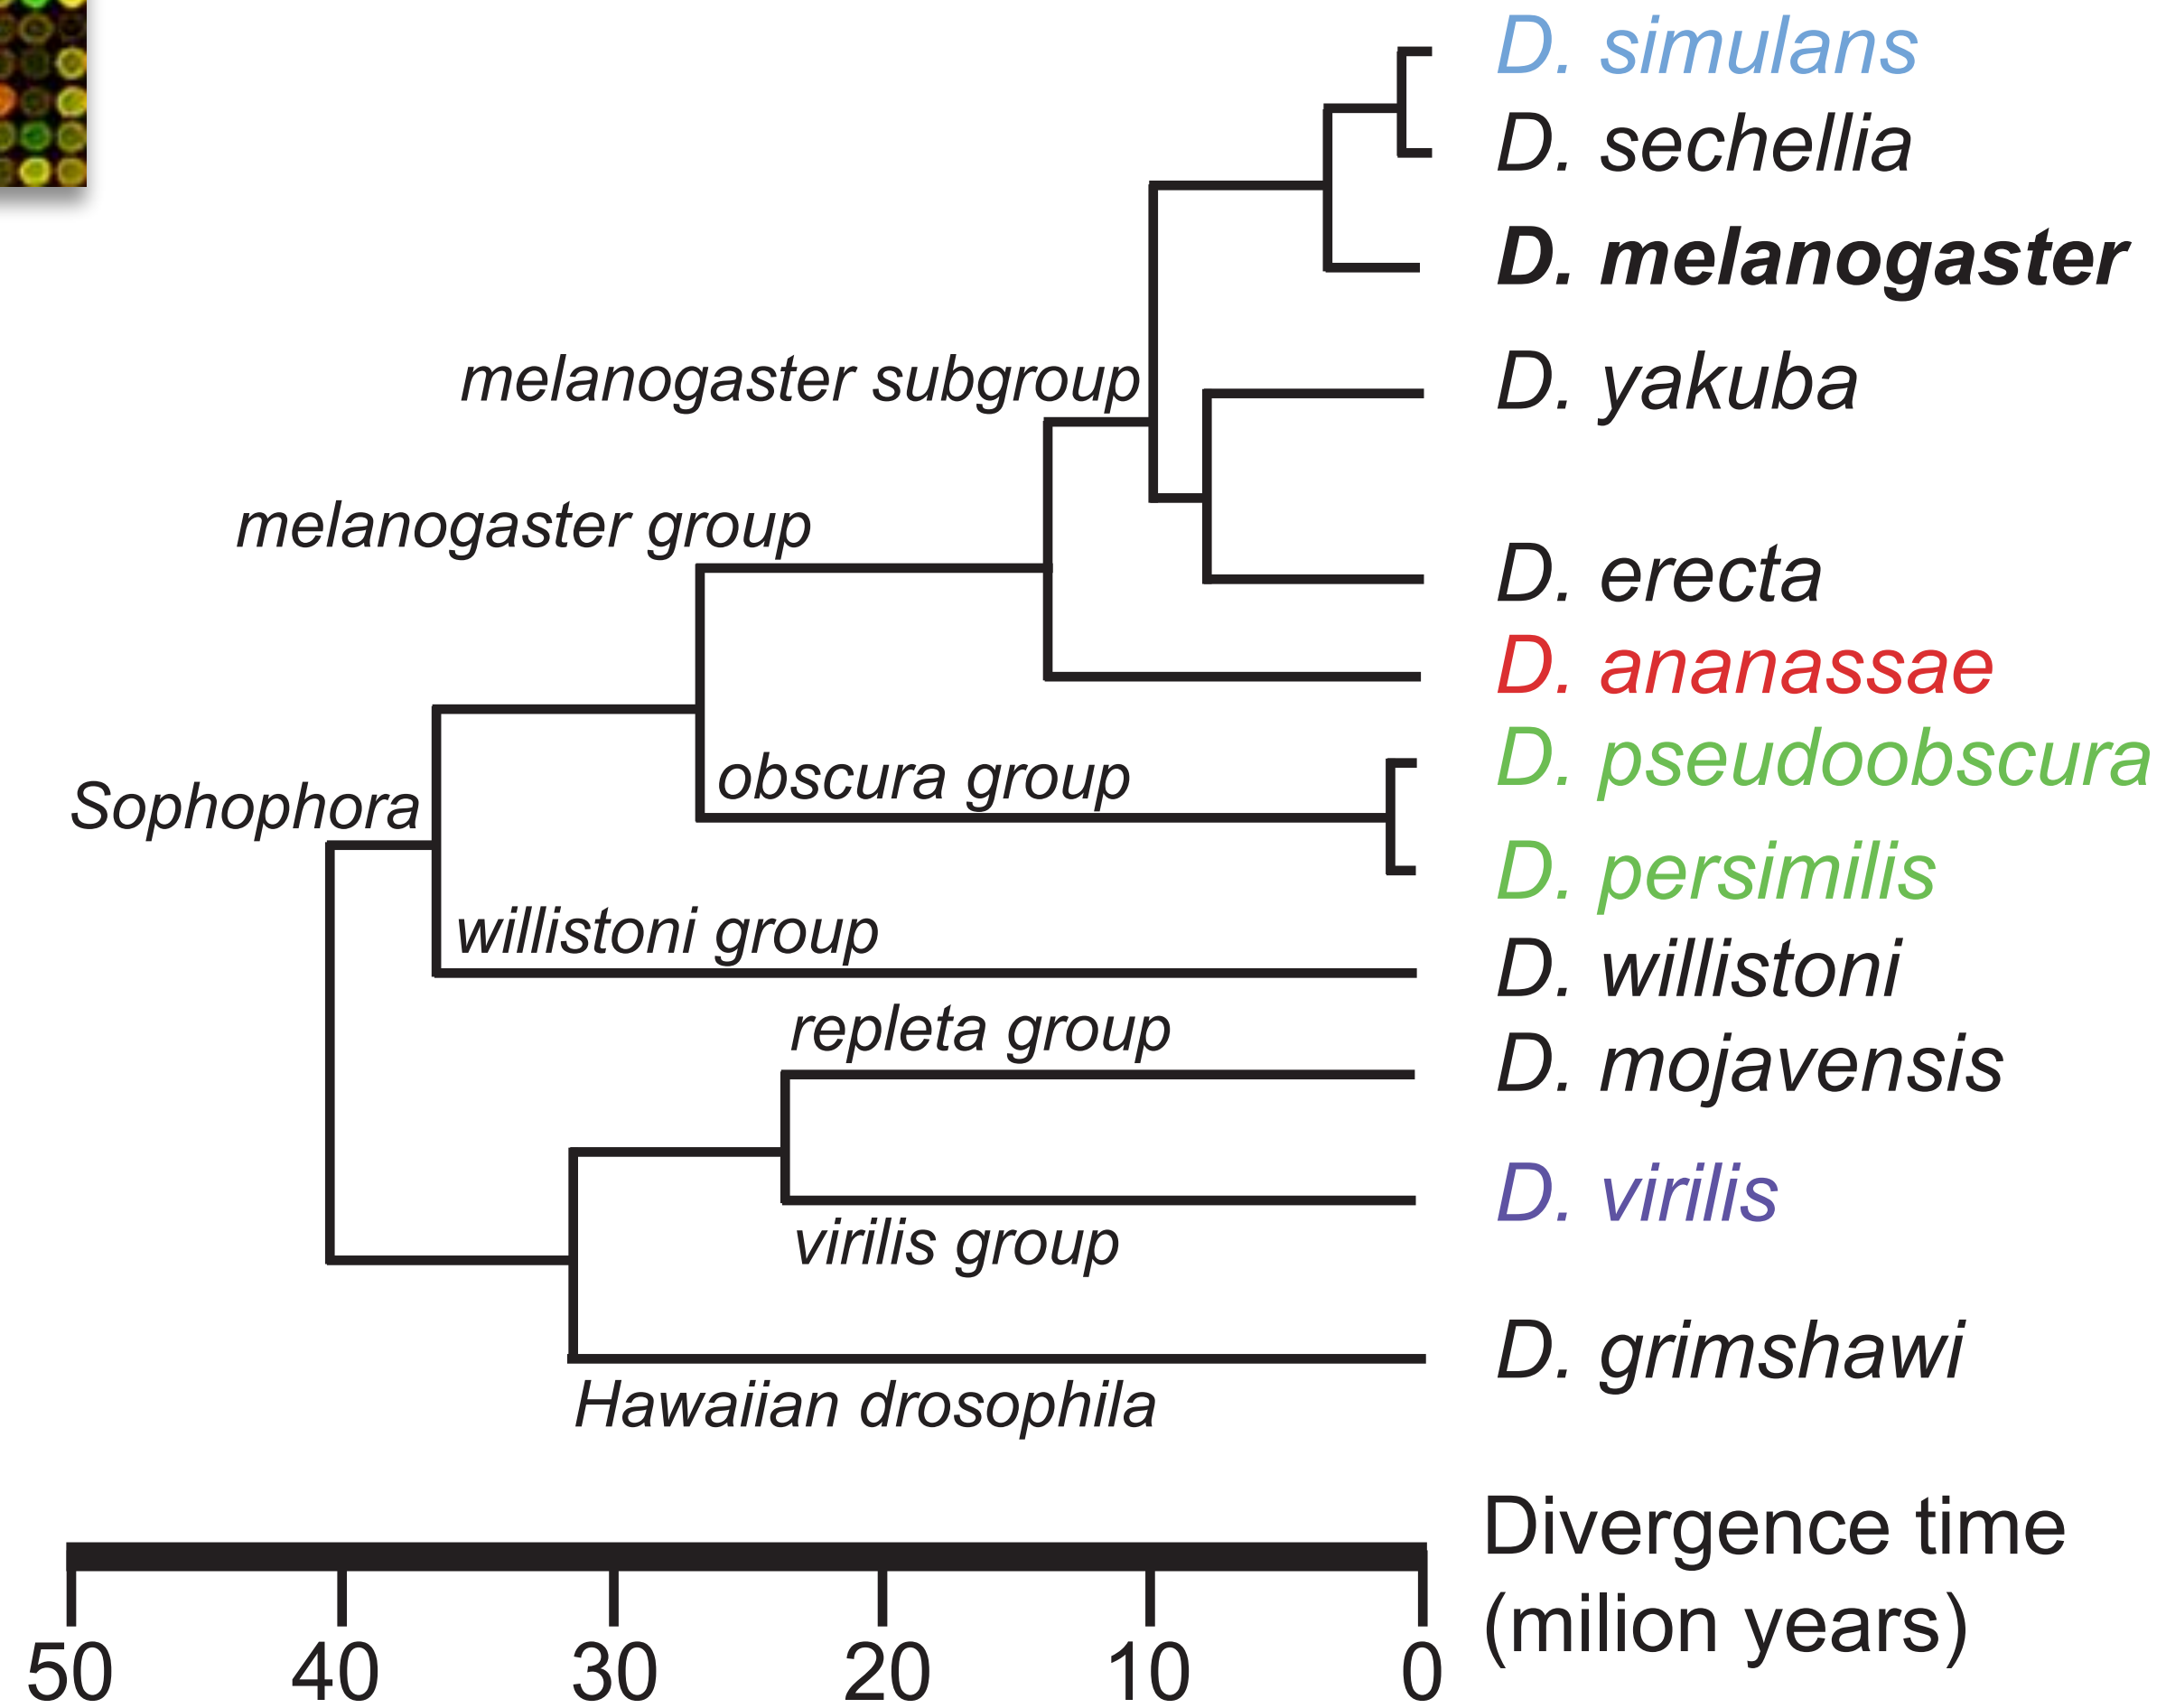 D. simulans
D. sechellia
D. melanogaster
melanogaster subgroup
D. yakuba
melanogaster group
D. erecta
D. ananassae
D. pseudoobscura
obscura group
Sophophora
D. persimilis
willistoni group
D. willistoni
repleta group
D. mojavensis
D. virilis
virilis group
D. grimshawi
Hawaiian drosophila
Divergence time
(milion years)
50 40 30 20 10 0